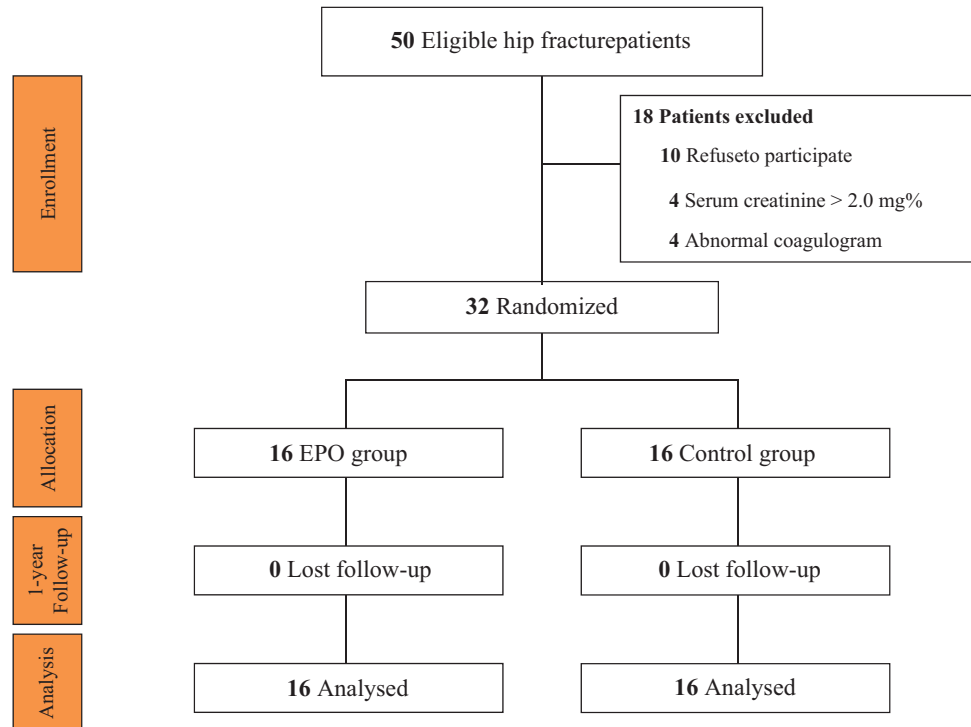 50 Eligible hip fracturepatients
Enrollment
18 Patients excluded
10 Refuseto participate
4 Serum creatinine > 2.0 mg%
4 Abnormal coagulogram
32 Randomized
Allocation
16 EPO group
16 Control group
1-year
Follow-up
0 Lost follow-up
0 Lost follow-up
Analysis
16 Analysed
16 Analysed